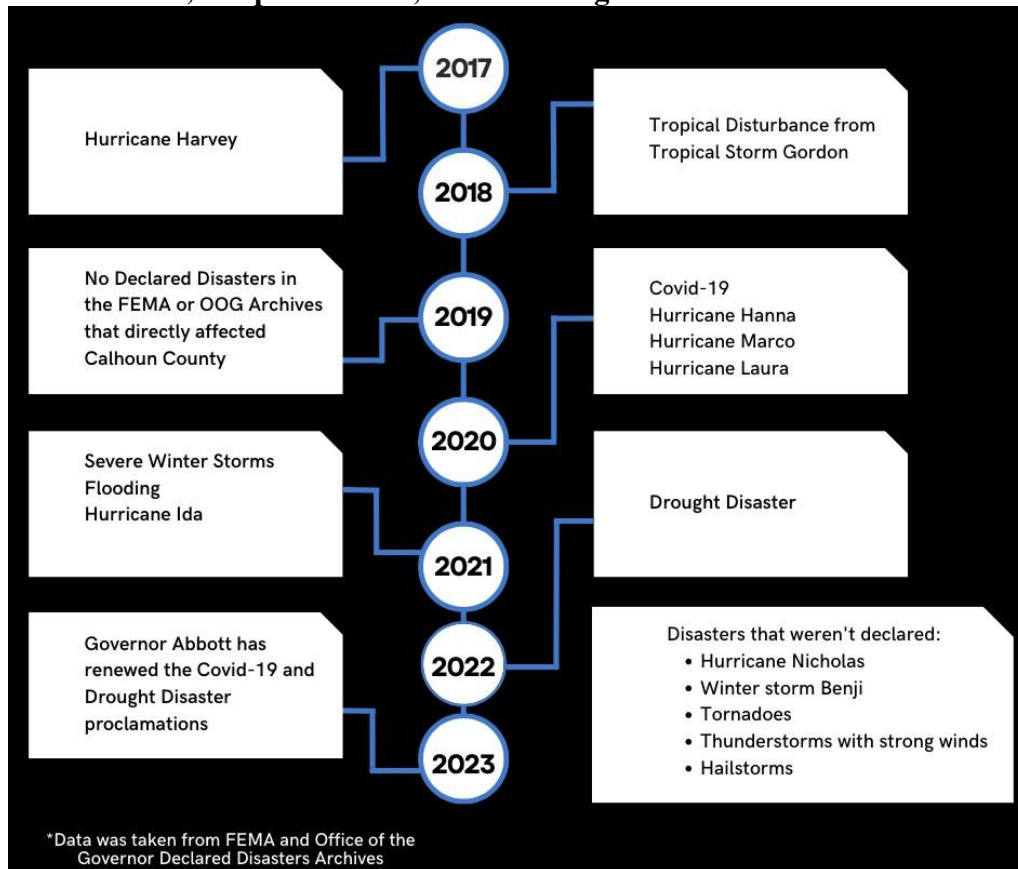 2017
Hurricane Harvey
Tropical Disturbance from
Tropical Storm Gordon
2018
No Declared Disasters in
the FEMA or OOG Archives
that directly affected
Calhoun County
2019
Covid-19
Hurricane Hanna
Hurricane Marco
Hurricane Laura
2020
Severe Winter Storms
Flooding
Hurricane Ida
2021
Drought Disaster
2022
Governor Abbott has
renewed the Covid-19 and
Drought Disaster
proclamations
2023
Disasters that weren't declared:
• Hurricane Nicholas
• Winter storm Benji
• Tornadoes
• Thunderstorms with strong winds
• Hailstorms
*Data was taken from FEMA and Office of the
Governor Declared Disasters Archives